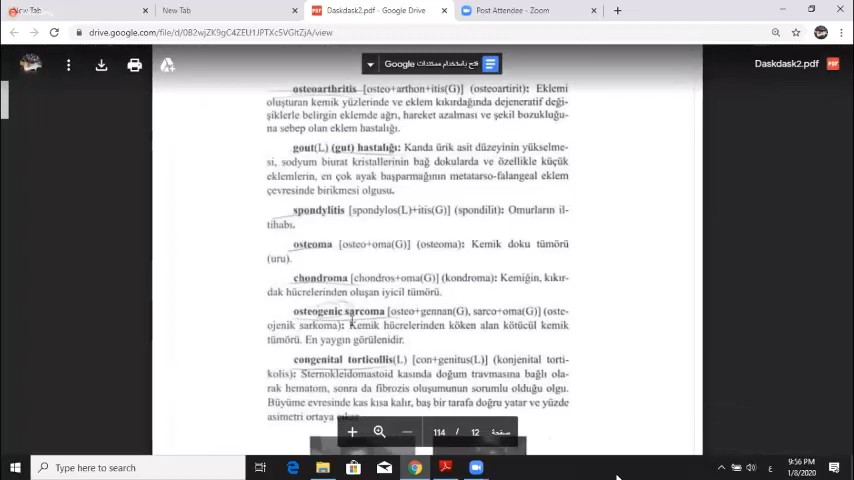 New Tab
New Tab
Daskdask2.pdf - Google Drive
Post Attendee - Zoom
drive.google.com/file/d/0B2wjZK9gC4ZEU1JPTXc5VGltZjA/view
فتح باستخدام مستندات Google
Daskdask2.pdf
osteoarthritis [osteo+arthon+itis(G)] (osteoartirit): Eklemi
oluşturan kemik yüzlerinde ve eklem kıkırdağında dejeneratif deği-
şiklerle belirgin eklemde ağrı, hareket azalması ve şekil bozukluğu-
na sebep olan eklem hastalığı.
gout(L) (gut) hastalığı: Kanda ürik asit düzeyinin yükselme-
si, sodyum biurat kristallerinin bağ dokularda ve özellikle küçük
eklemlerin, en çok ayak başparmağının metatarso-falangeal eklem
çevresinde birikmesi olgusu.
spondylitis [spondylos(L)+itis(G)] (spondilit): Omurların il-
tihabı.
osteoma [osteo+oma(G)] (osteoma): Kemik doku tümörü
(uru).
chondroma [chondros+oma(G)] (kondroma): Kemiğin, kıkır-
dak hücrelerinden oluşan iyicil tümörü.
osteogenic sarcoma [osteo+gennan(G), sarco+oma(G)] (oste-
ojenik sarkoma): Kemik hücrelerinden köken alan kötücül kemik
tümörü. En yaygın görülenidir.
congenital torticollis(L) [con+genitus(L)] (konjenital torti-
kolis): Sternokleidomastoid kasında doğum travmasına bağlı ola-
rak hematom, sonra da fibrozis oluşumunun sorumlu olduğu olgu.
Büyüme evresinde kas kısa kalır, baş bir tarafa doğru yatar ve yüzde
asimetri ortaya çıkar.
114 / 12 صفحة
Type here to search
ع
9:56 PM
1/8/2020